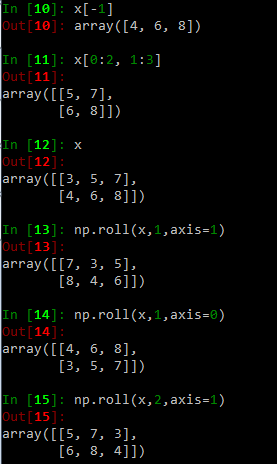 In [10]: x[-1]
Out[10]: array([4, 6, 8])
In [11]: x[0:2, 1:3]
Out[11]:
array([[5, 7],
       [6, 8]])
In [12]: x
Out[12]:
array([[3, 5, 7],
       [4, 6, 8]])
In [13]: np.roll(x,1,axis=1)
Out[13]:
array([[7, 3, 5],
       [8, 4, 6]])
In [14]: np.roll(x,1,axis=0)
Out[14]:
array([[4, 6, 8],
       [3, 5, 7]])
In [15]: np.roll(x,2,axis=1)
Out[15]:
array([[5, 7, 3],
       [6, 8, 4]])